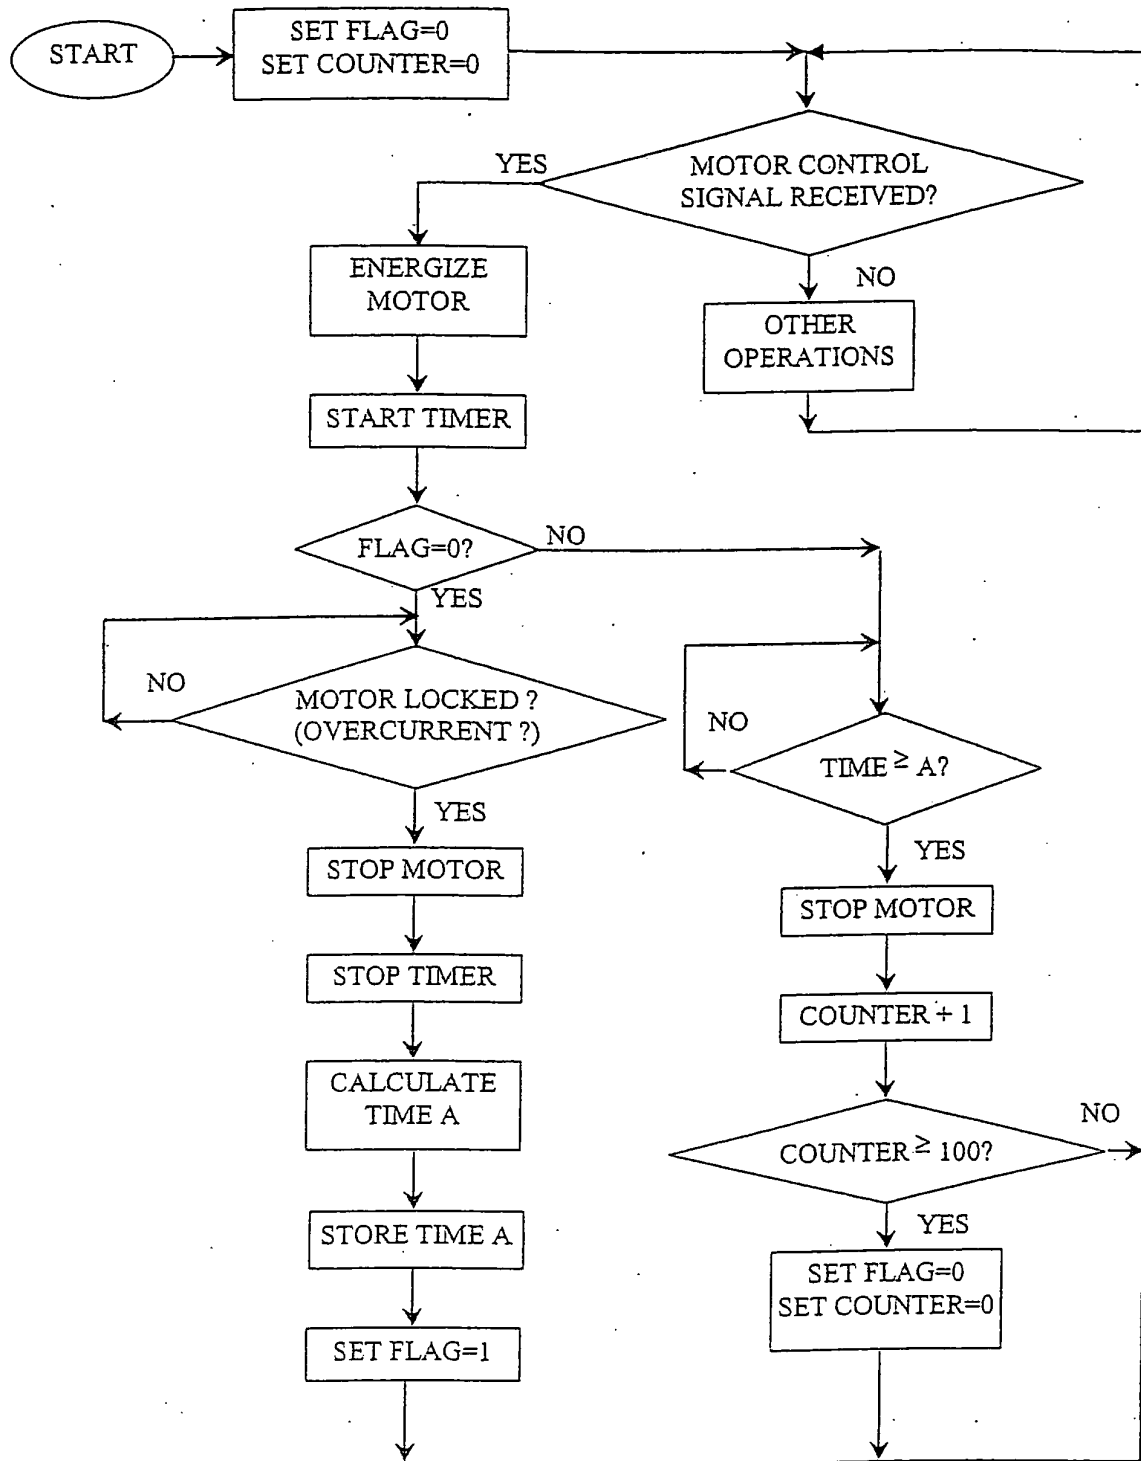 START
SET FLAG=0
SET COUNTER=0
MOTOR CONTROL
SIGNAL RECEIVED?
YES
NO
ENERGIZE
MOTOR
OTHER
OPERATIONS
START TIMER
FLAG=0?
NO
YES
MOTOR LOCKED ?
(OVERCURRENT ?)
NO
YES
TIME ≥ A?
NO
YES
STOP MOTOR
STOP TIMER
CALCULATE
TIME A
STORE TIME A
SET FLAG=1
STOP MOTOR
COUNTER + 1
COUNTER ≥ 100?
NO
YES
SET FLAG=0
SET COUNTER=0